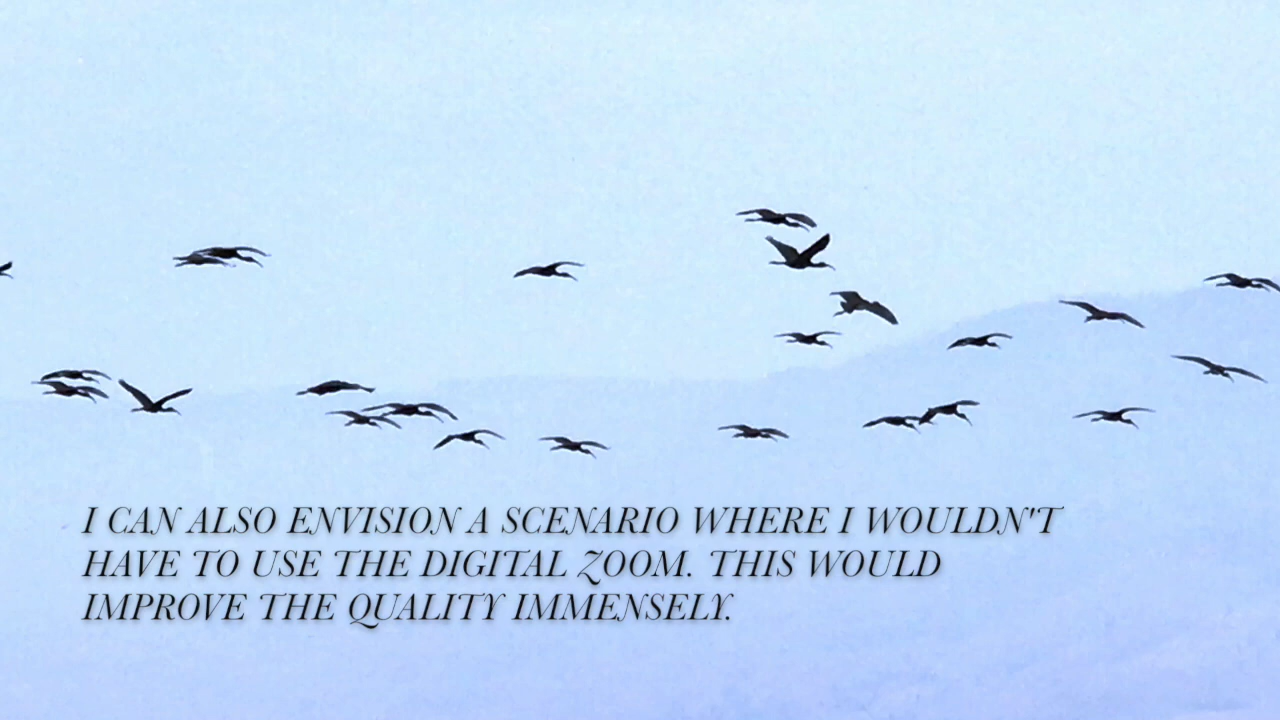 I CAN ALSO ENVISION A SCENARIO WHERE I WOULDN'T
HAVE TO USE THE DIGITAL ZOOM. THIS WOULD
IMPROVE THE QUALITY IMMENSELY.